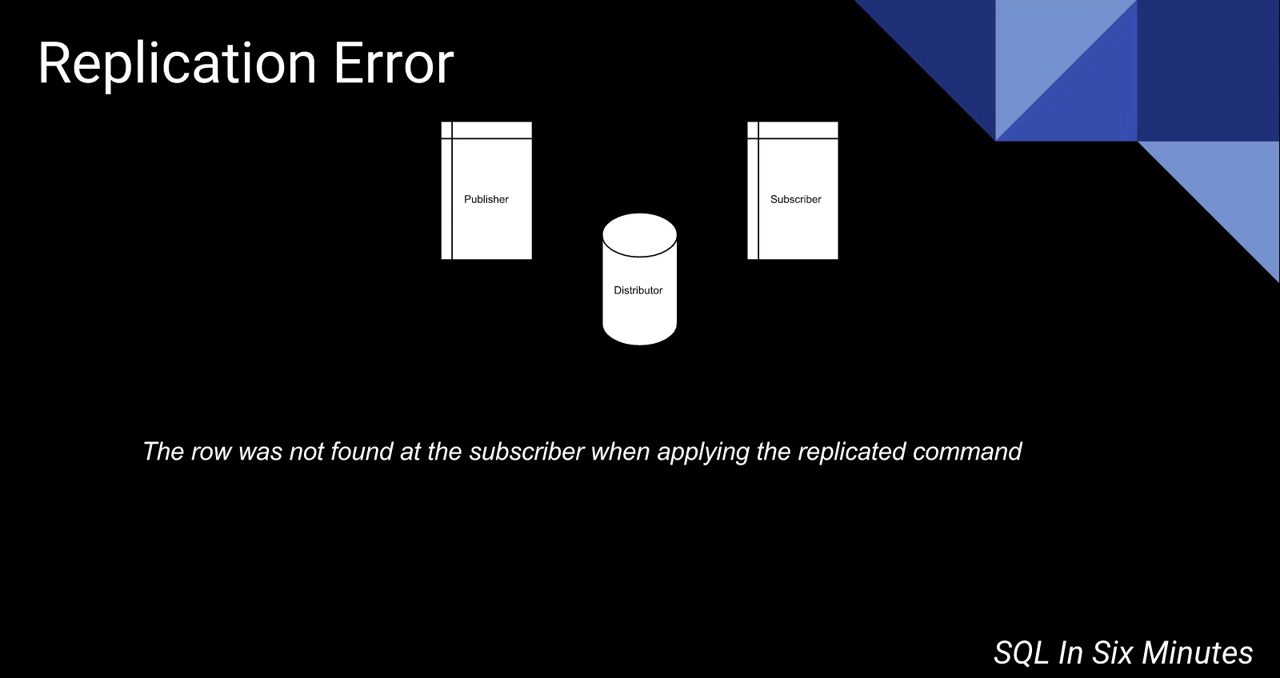 Replication Error
Publisher
Subscriber
Distributor
The row was not found at the subscriber when applying the replicated command
SQL In Six Minutes